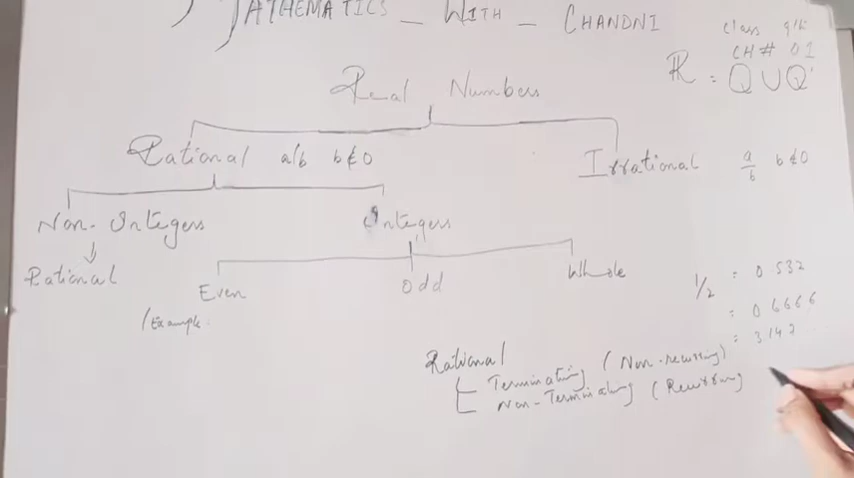 MATHEMATICS _ WITH _ CHANDNI
class 9th
CH# 01
R = Q U Q'
Real Numbers
Rational a/b b≠0
Irrational a/b b≠0
Non-Integers
Integers
Rational
Even
Odd
Whole
(Example
1/2 = 0.532
= 0.6666
= 3.142
Rational
Terminating (Non-recurring)
Non-Terminating (Recurring)